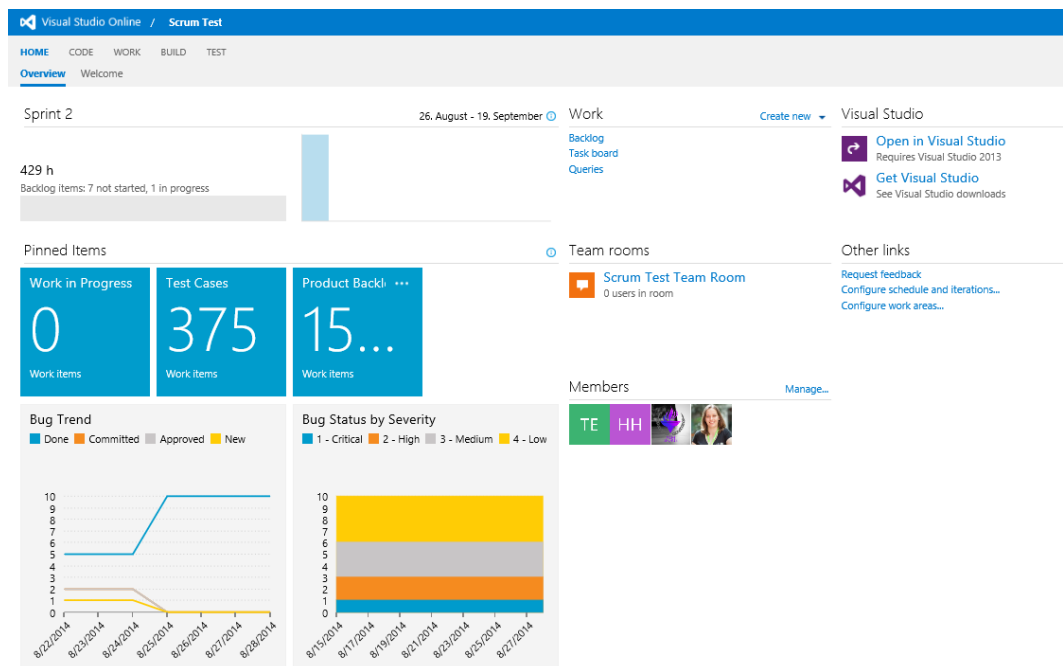 Visual Studio Online / Scrum Test
HOME CODE WORK BUILD TEST
Overview Welcome
Sprint 2
26. August - 19. September
429 h
Backlog items: 7 not started, 1 in progress
Work
Create new
Backlog
Task board
Queries
Visual Studio
Open in Visual Studio
Requires Visual Studio 2013
Get Visual Studio
See Visual Studio downloads
Pinned Items
Work in Progress
0
Work items
Test Cases
375
Work items
Product Backl ...
15...
Work items
Team rooms
Scrum Test Team Room
0 users in room
Other links
Request feedback
Configure schedule and iterations...
Configure work areas...
Members
Manage...
TE HH
Bug Trend
Done Committed Approved New
10
9
8
7
6
5
4
3
2
1
0
8/22/2014 8/23/2014 8/24/2014 8/25/2014 8/26/2014 8/27/2014 8/28/2014
Bug Status by Severity
1 - Critical 2 - High 3 - Medium 4 - Low
10
9
8
7
6
5
4
3
2
1
0
8/15/2014 8/17/2014 8/19/2014 8/21/2014 8/23/2014 8/25/2014 8/27/2014